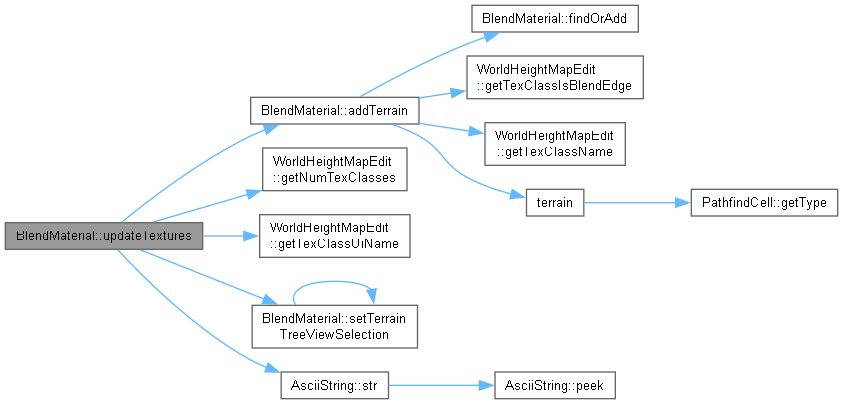 BlendMaterial::updateTextures
BlendMaterial::addTerrain
BlendMaterial::findOrAdd
WorldHeightMapEdit
::getTexClassIsBlendEdge
WorldHeightMapEdit
::getTexClassName
terrain
PathfindCell::getType
WorldHeightMapEdit
::getNumTexClasses
WorldHeightMapEdit
::getTexClassUiName
BlendMaterial::setTerrain
TreeViewSelection
AsciiString::str
AsciiString::peek